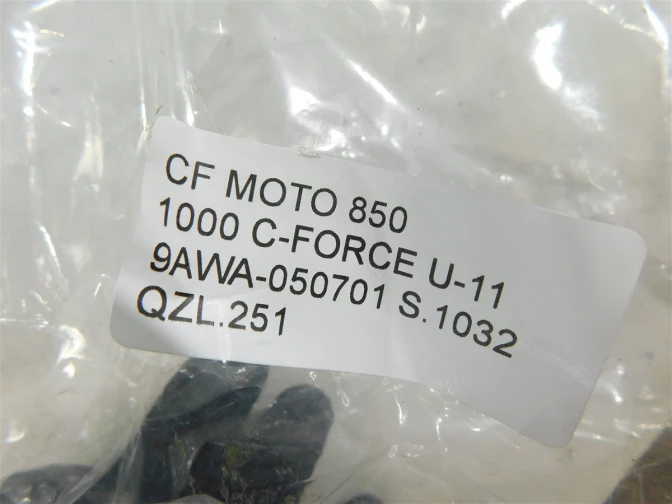 CF MOTO 850
1000 C-FORCE U-11
9AWA-050701 S.1032
QZL.251